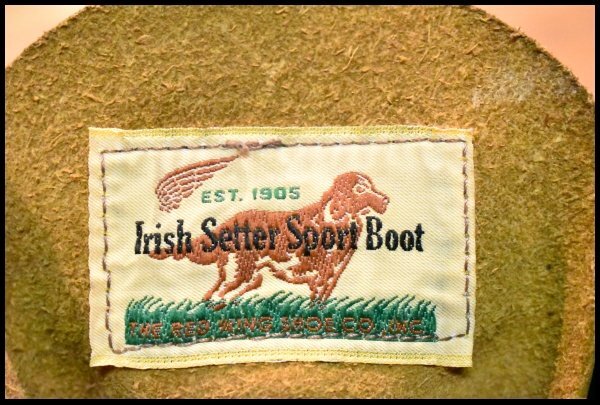 EST. 1905
Irish Setter Sport Boot
THE RED WING SHOE CO. INC.